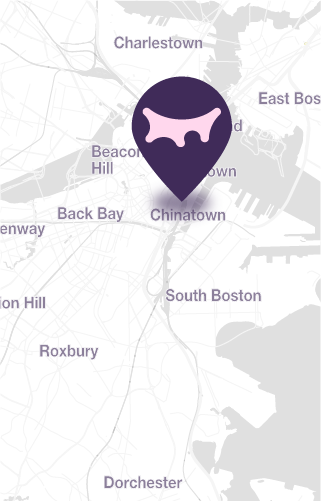 Charlestown
East Bos
d
Beacon
Hill
own
Back Bay
Chinatown
enway
South Boston
ion Hill
Roxbury
Dorchester